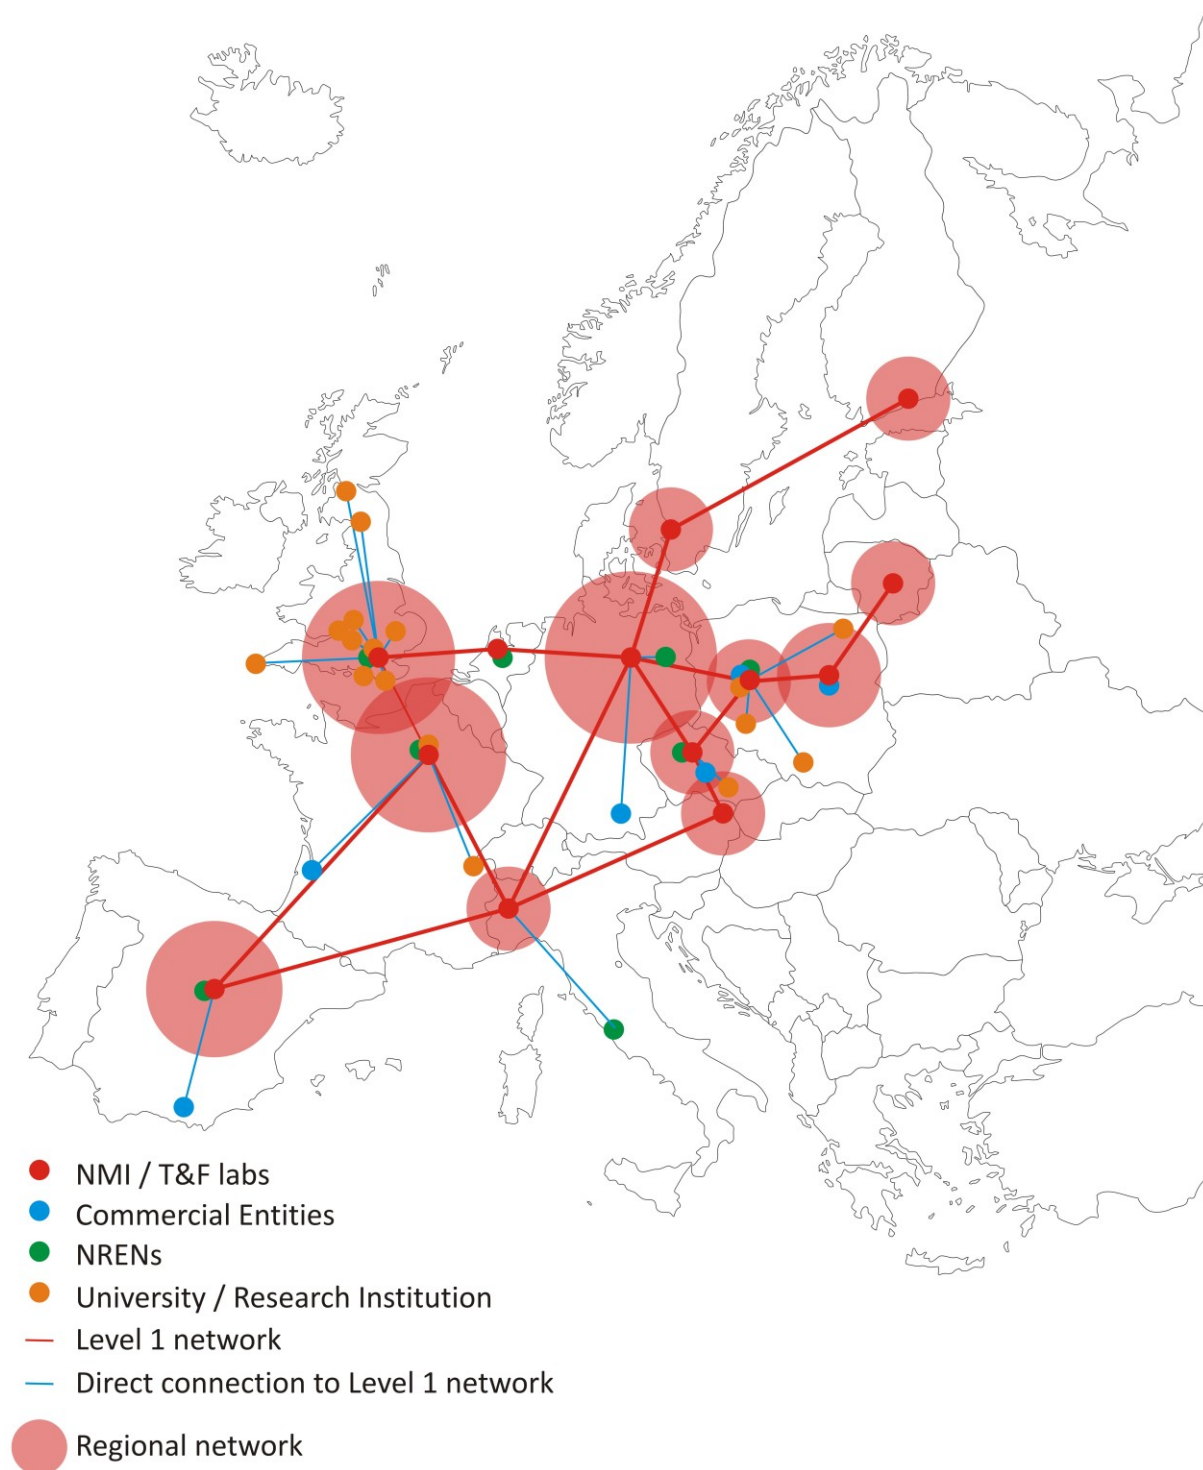 NMI / T&F labs
Commercial Entities
NRENs
University / Research Institution
Level 1 network
Direct connection to Level 1 network
Regional network